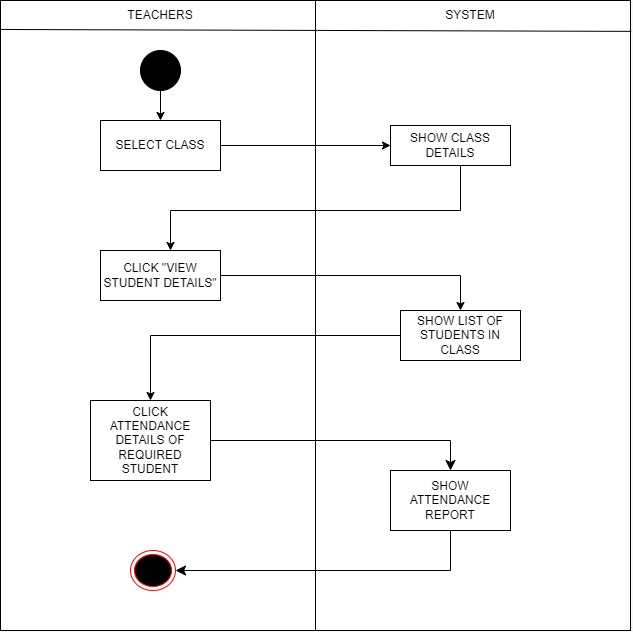 TEACHERS
SYSTEM
SELECT CLASS
SHOW CLASS
DETAILS
CLICK "VIEW
STUDENT DETAILS"
SHOW LIST OF
STUDENTS IN
CLASS
CLICK
ATTENDANCE
DETAILS OF
REQUIRED
STUDENT
SHOW
ATTENDANCE
REPORT